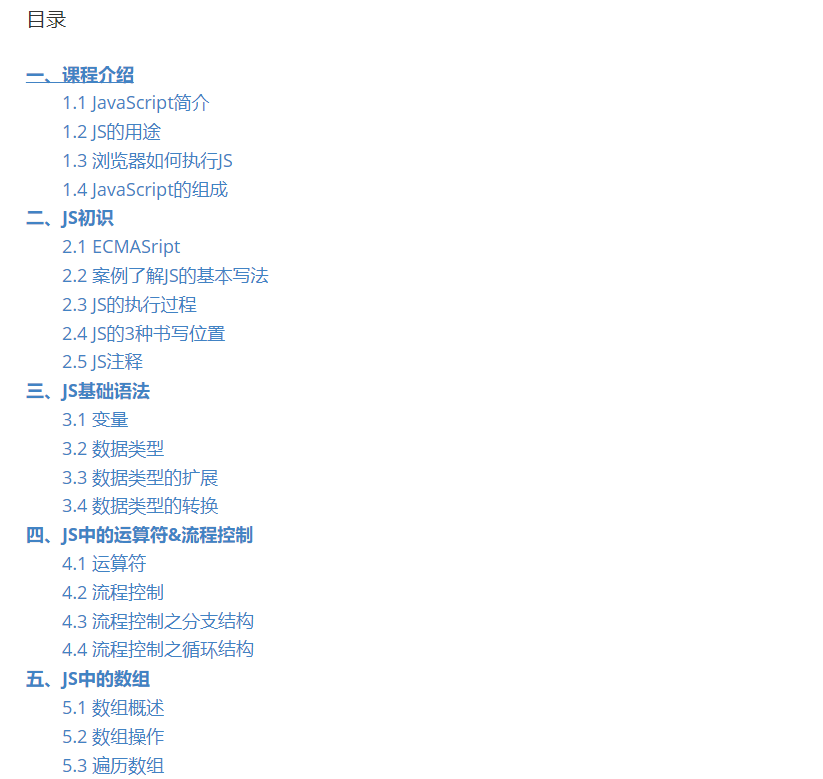 目录
一、课程介绍
1.1 JavaScript简介
1.2 JS的用途
1.3 浏览器如何执行JS
1.4 JavaScript的组成
二、JS初识
2.1 ECMASript
2.2 案例了解JS的基本写法
2.3 JS的执行过程
2.4 JS的3种书写位置
2.5 JS注释
三、JS基础语法
3.1 变量
3.2 数据类型
3.3 数据类型的扩展
3.4 数据类型的转换
四、JS中的运算符&流程控制
4.1 运算符
4.2 流程控制
4.3 流程控制之分支结构
4.4 流程控制之循环结构
五、JS中的数组
5.1 数组概述
5.2 数组操作
5.3 遍历数组